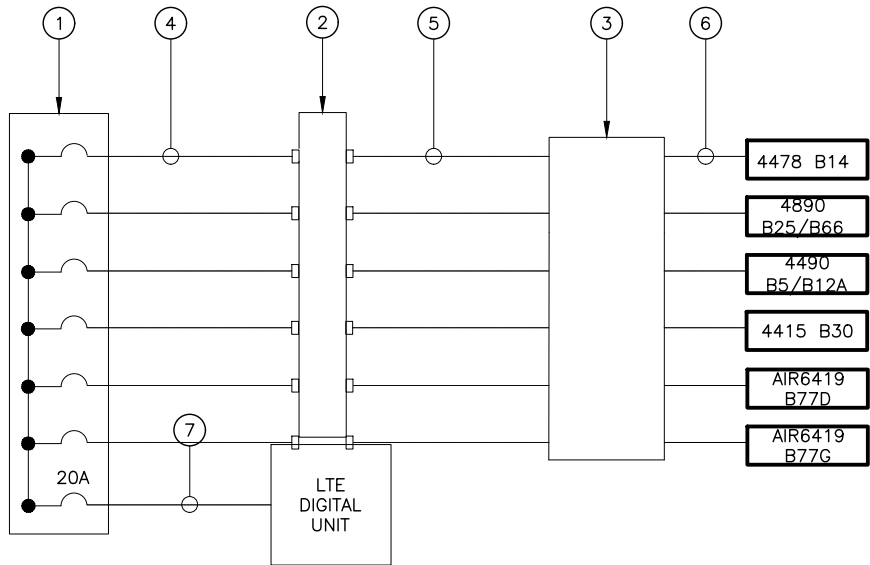 1
4
2
5
3
6
4478 B14
4890
B25/B66
4490
B5/B12A
4415 B30
AIR6419
B77D
7
AIR6419
B77G
20A
LTE
DIGITAL
UNIT